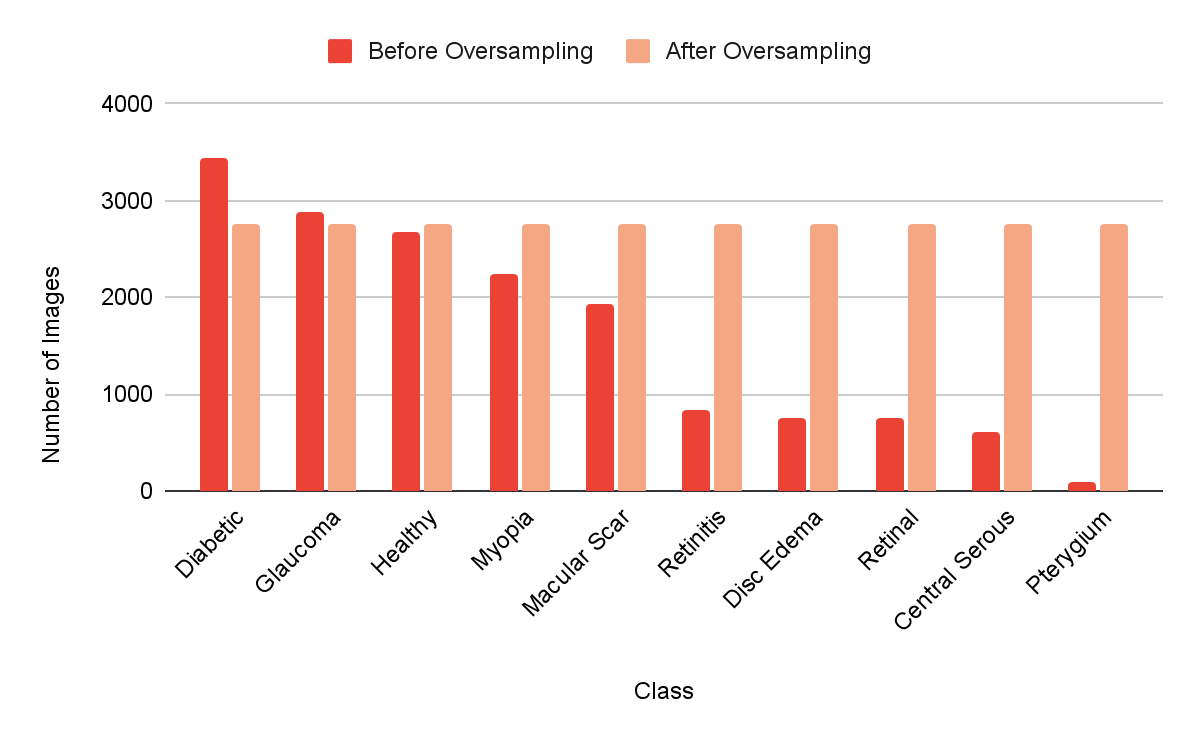 Before Oversampling After Oversampling
4000
3000
2000
1000
0
Number of Images
Diabetic
Glaucoma
Healthy
Myopia
Macular Scar
Retinitis
Disc Edema
Retinal
Central Serous
Pterygium
Class